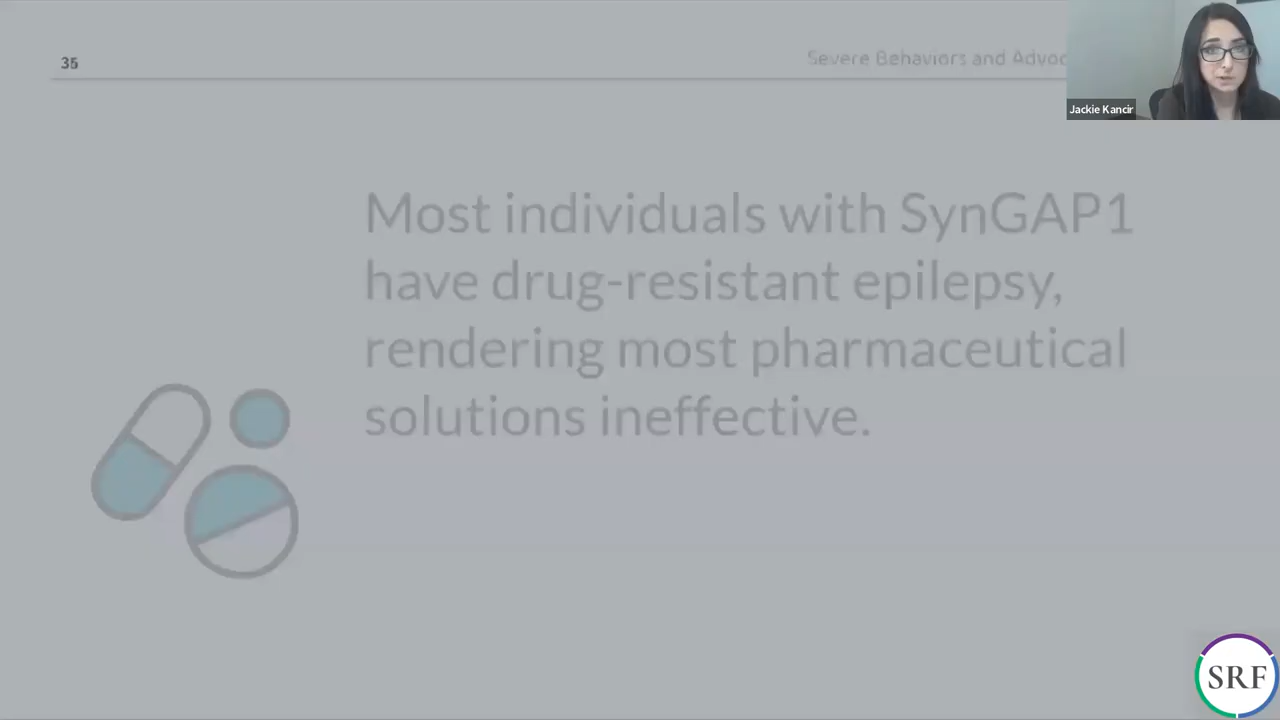 35
Severe Behaviors and
Jackie Kancir
Most individuals with SynGAP1
have drug-resistant epilepsy,
rendering most pharmaceutical
solutions ineffective.
SRF